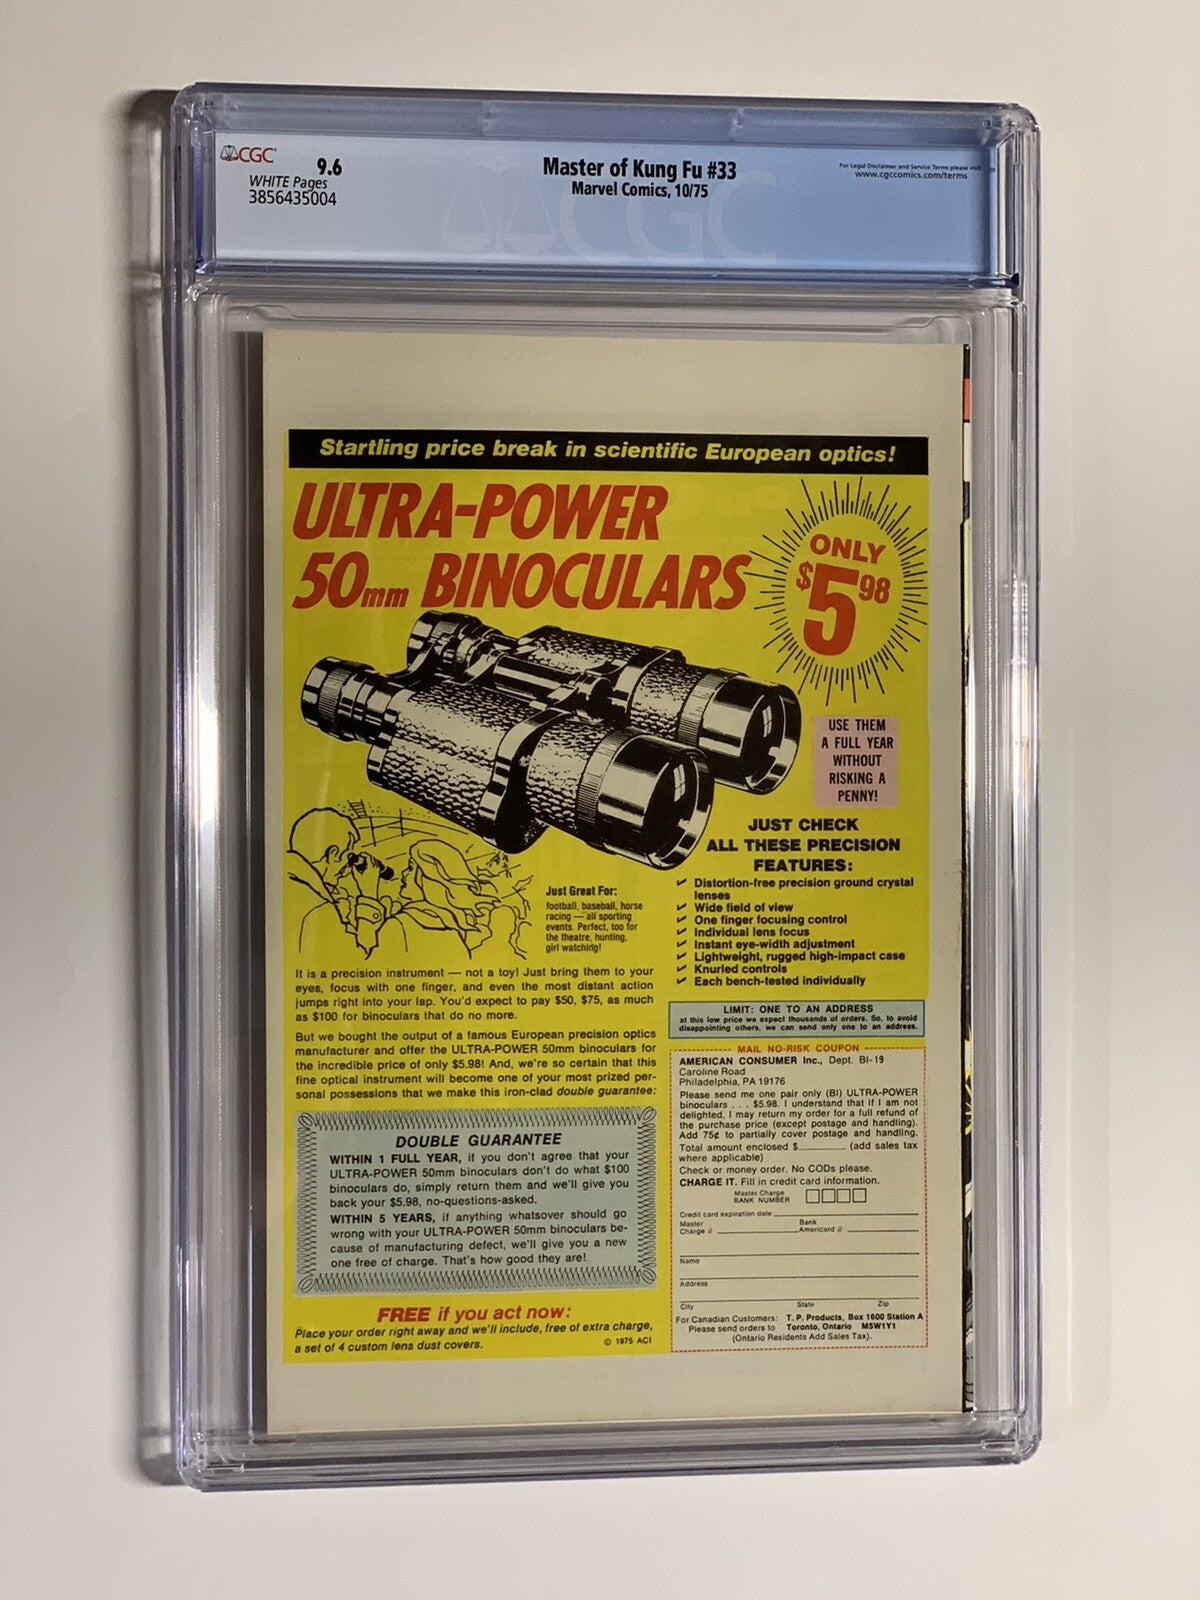 CGC
9.6
WHITE Pages
3856435004
Master of Kung Fu #33
Marvel Comics, 10/75
For Legal Disclaimer and Service Terms please visit
www.cgccomics.com/terms
CGC
Startling price break in scientific European optics!
ULTRA-POWER
50mm BINOCULARS
ONLY
$5.98
USE THEM
A FULL YEAR
WITHOUT
RISKING A
PENNY!
JUST CHECK
ALL THESE PRECISION
FEATURES:
Distortion-free precision ground crystal
lenses
Wide field of view
One finger focusing control
Individual lens focus
Instant eye-width adjustment
Lightweight, rugged high-impact case
Knurled controls
Each bench-tested individually
Just Great For:
football, baseball, horse
racing — all sporting
events. Perfect, too for
the theatre, hunting,
girl watching!
It is a precision instrument — not a toy! Just bring them to your
eyes, focus with one finger, and even the most distant action
jumps right into your lap. You'd expect to pay $50, $75, as much
as $100 for binoculars that do no more.
But we bought the output of a famous European precision optics
manufacturer and offer the ULTRA-POWER 50mm binoculars for
the incredible price of only $5.98! And, we're so certain that this
fine optical instrument will become one of your most prized per-
sonal possessions that we make this iron-clad double guarantee:
DOUBLE GUARANTEE
WITHIN 1 FULL YEAR, if you don't agree that your
ULTRA-POWER 50mm binoculars don't do what $100
binoculars do, simply return them and we'll give you
back your $5.98, no-questions-asked.
WITHIN 5 YEARS, if anything whatsoever should go
wrong with your ULTRA-POWER 50mm binoculars be-
cause of manufacturing defect, we'll give you a new
one free of charge. That's how good they are!
FREE if you act now:
Place your order right away and we'll include, free of extra charge,
a set of 4 custom lens dust covers.
© 1975 ACI
LIMIT: ONE TO AN ADDRESS
at this low price we expect thousands of orders. So, to avoid
disappointing others, we can send only one to an address.
MAIL NO-RISK COUPON
AMERICAN CONSUMER Inc., Dept. BI-19
Caroline Road
Philadelphia, PA 19176
Please send me one pair only (BI) ULTRA-POWER
binoculars . . . $5.98. I understand that if I am not
delighted, I may return my order for a full refund of
the purchase price (except postage and handling).
Add 75¢ to partially cover postage and handling.
Total amount enclosed $ (add sales tax
where applicable)
Check or money order. No CODs please.
CHARGE IT. Fill in credit card information.
Master Charge
BANK NUMBER
Credit card expiration date
Master
Charge #
Bank
Americard #
Name
Address
City State Zip
For Canadian Customers: T. P. Products, Box 1600 Station A
Please send orders to Toronto, Ontario M5W1Y1
(Ontario Residents Add Sales Tax).